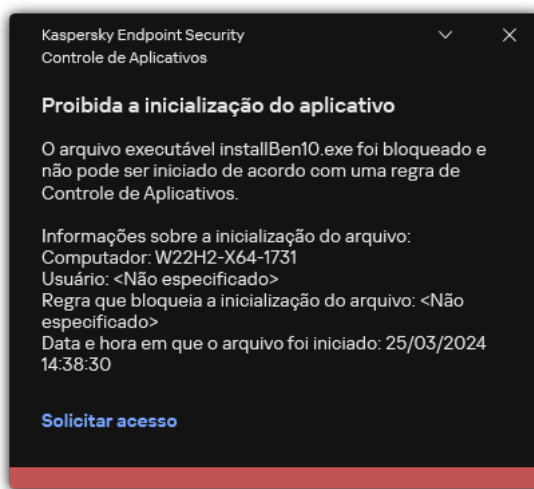 Kaspersky Endpoint Security
Controle de Aplicativos
Proibida a inicialização do aplicativo
O arquivo executável installBen10.exe foi bloqueado e
não pode ser iniciado de acordo com uma regra de
Controle de Aplicativos.
Informações sobre a inicialização do arquivo:
Computador: W22H2-X64-1731
Usuário: <Não especificado>
Regra que bloqueia a inicialização do arquivo: <Não
especificado>
Data e hora em que o arquivo foi iniciado: 25/03/2024
14:38:30
Solicitar acesso